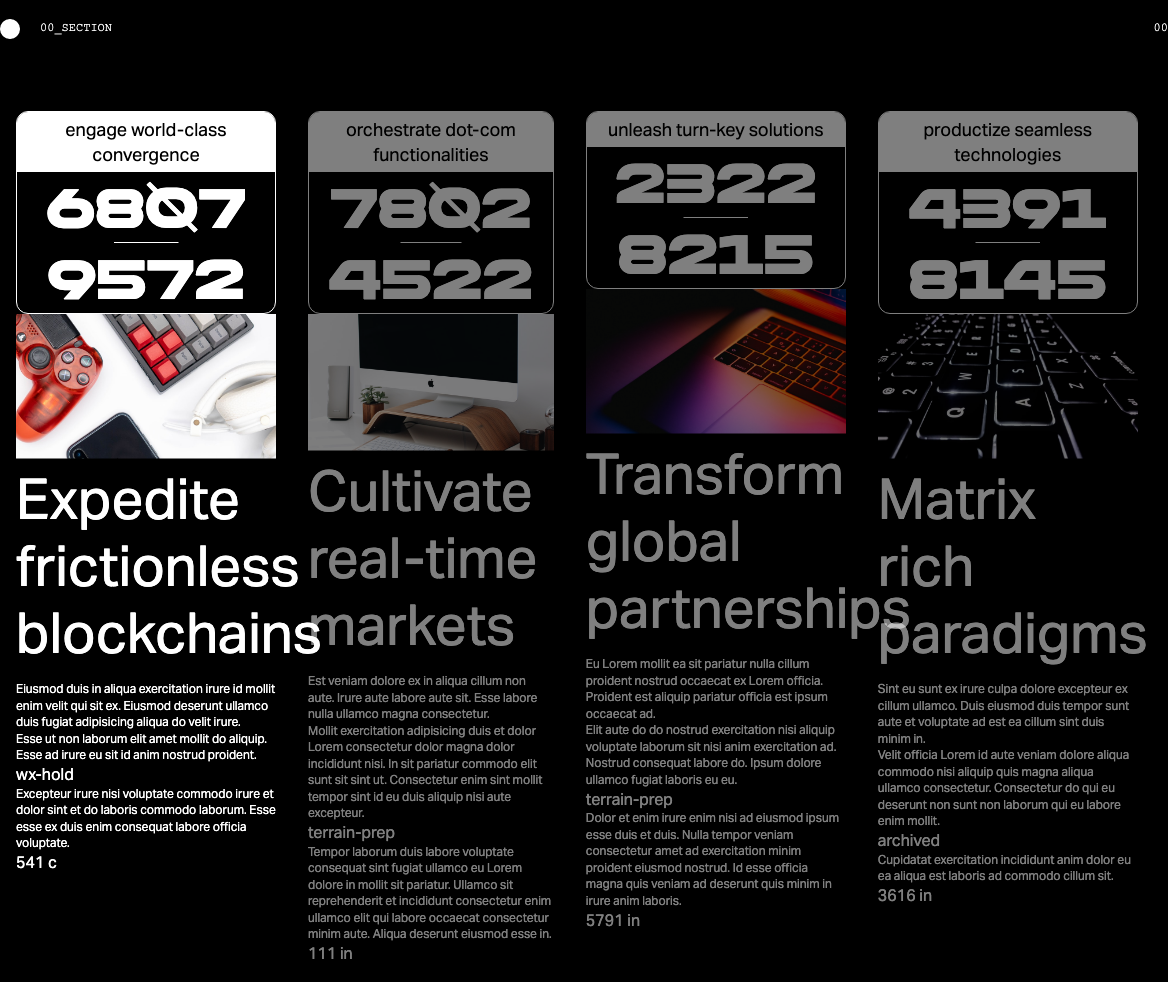 00_SECTION
00
engage world-class
convergence
6807
9572
Expedite
frictionless
blockchains
Eiusmod duis in aliqua exercitation irure id mollit
enim velit qui sit ex. Eiusmod deserunt ullamco
duis fugiat adipisicing aliqua do velit irure.
Esse ut non laborum elit amet mollit do aliquip.
Esse ad irure eu sit id anim nostrud proident.
wx-hold
Excepteur irure nisi voluptate commodo irure et
dolor sint et do laboris commodo laborum. Esse
esse ex duis enim consequat labore officia
voluptate.
541 c
orchestrate dot-com
functionalities
7802
4522
Cultivate
real-time
markets
Est veniam dolore ex in aliqua cillum non
aute. Irure aute labore aute sit. Esse labore
nulla ullamco magna consectetur.
Mollit exercitation adipisicing duis et dolor
Lorem consectetur dolor magna dolor
incididunt nisi. In sit pariatur commodo elit
sunt sit sint ut. Consectetur enim sint mollit
tempor sint id eu duis aliquip nisi aute
excepteur.
terrain-prep
Tempor laborum duis labore voluptate
consequat sint fugiat ullamco eu Lorem
dolore in mollit sit pariatur. Ullamco sit
reprehenderit et incididunt consectetur enim
ullamco elit qui labore occaecat consectetur
minim aute. Aliqua deserunt eiusmod esse in.
111 in
unleash turn-key solutions
2322
8215
Transform
global
partnerships
Eu Lorem mollit ea sit pariatur nulla cillum
proident nostrud occaecat ex Lorem officia.
Proident est aliquip pariatur officia est ipsum
occaecat ad.
Elit aute do do nostrud exercitation nisi aliquip
voluptate laborum sit nisi anim exercitation ad.
Nostrud consequat labore do. Ipsum dolore
ullamco fugiat laboris eu eu.
terrain-prep
Dolor et enim irure enim nisi ad eiusmod ipsum
esse duis et duis. Nulla tempor veniam
consectetur amet ad exercitation minim
proident eiusmod nostrud. Id esse officia
magna quis veniam ad deserunt quis minim in
irure anim laboris.
5791 in
productize seamless
technologies
4391
8145
Matrix
rich
paradigms
Sint eu sunt ex irure culpa dolore excepteur ex
cillum ullamco. Duis eiusmod duis tempor sunt
aute et voluptate ad est ea cillum sint duis
minim in.
Velit officia Lorem id aute veniam dolore aliqua
commodo nisi aliquip quis magna aliqua
ullamco consectetur. Consectetur do qui eu
deserunt non sunt non laborum qui eu labore
enim mollit.
archived
Cupidatat exercitation incididunt anim dolor eu
ea aliqua est laboris ad commodo cillum sit.
3616 in